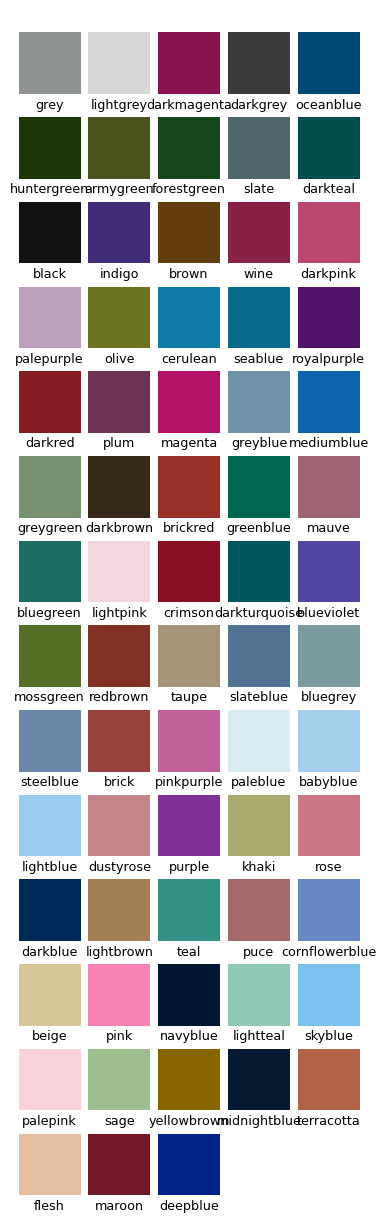 grey lightgrey darkmagenta darkgrey oceanblue
huntergreen armygreen forestgreen slate darkteal
black indigo brown wine darkpink
palepurple olive cerulean seablue royalpurple
darkred plum magenta greyblue mediumblue
greygreen darkbrown brickred greenblue mauve
bluegreen lightpink crimson darkturquoise blueviolet
mossgreen redbrown taupe slateblue bluegrey
steelblue brick pinkpurple paleblue babyblue
lightblue dustyrose purple khaki rose
darkblue lightbrown teal puce cornflowerblue
beige pink navyblue lightteal skyblue
palepink sage yellowbrown midnightblue terracotta
flesh maroon deepblue